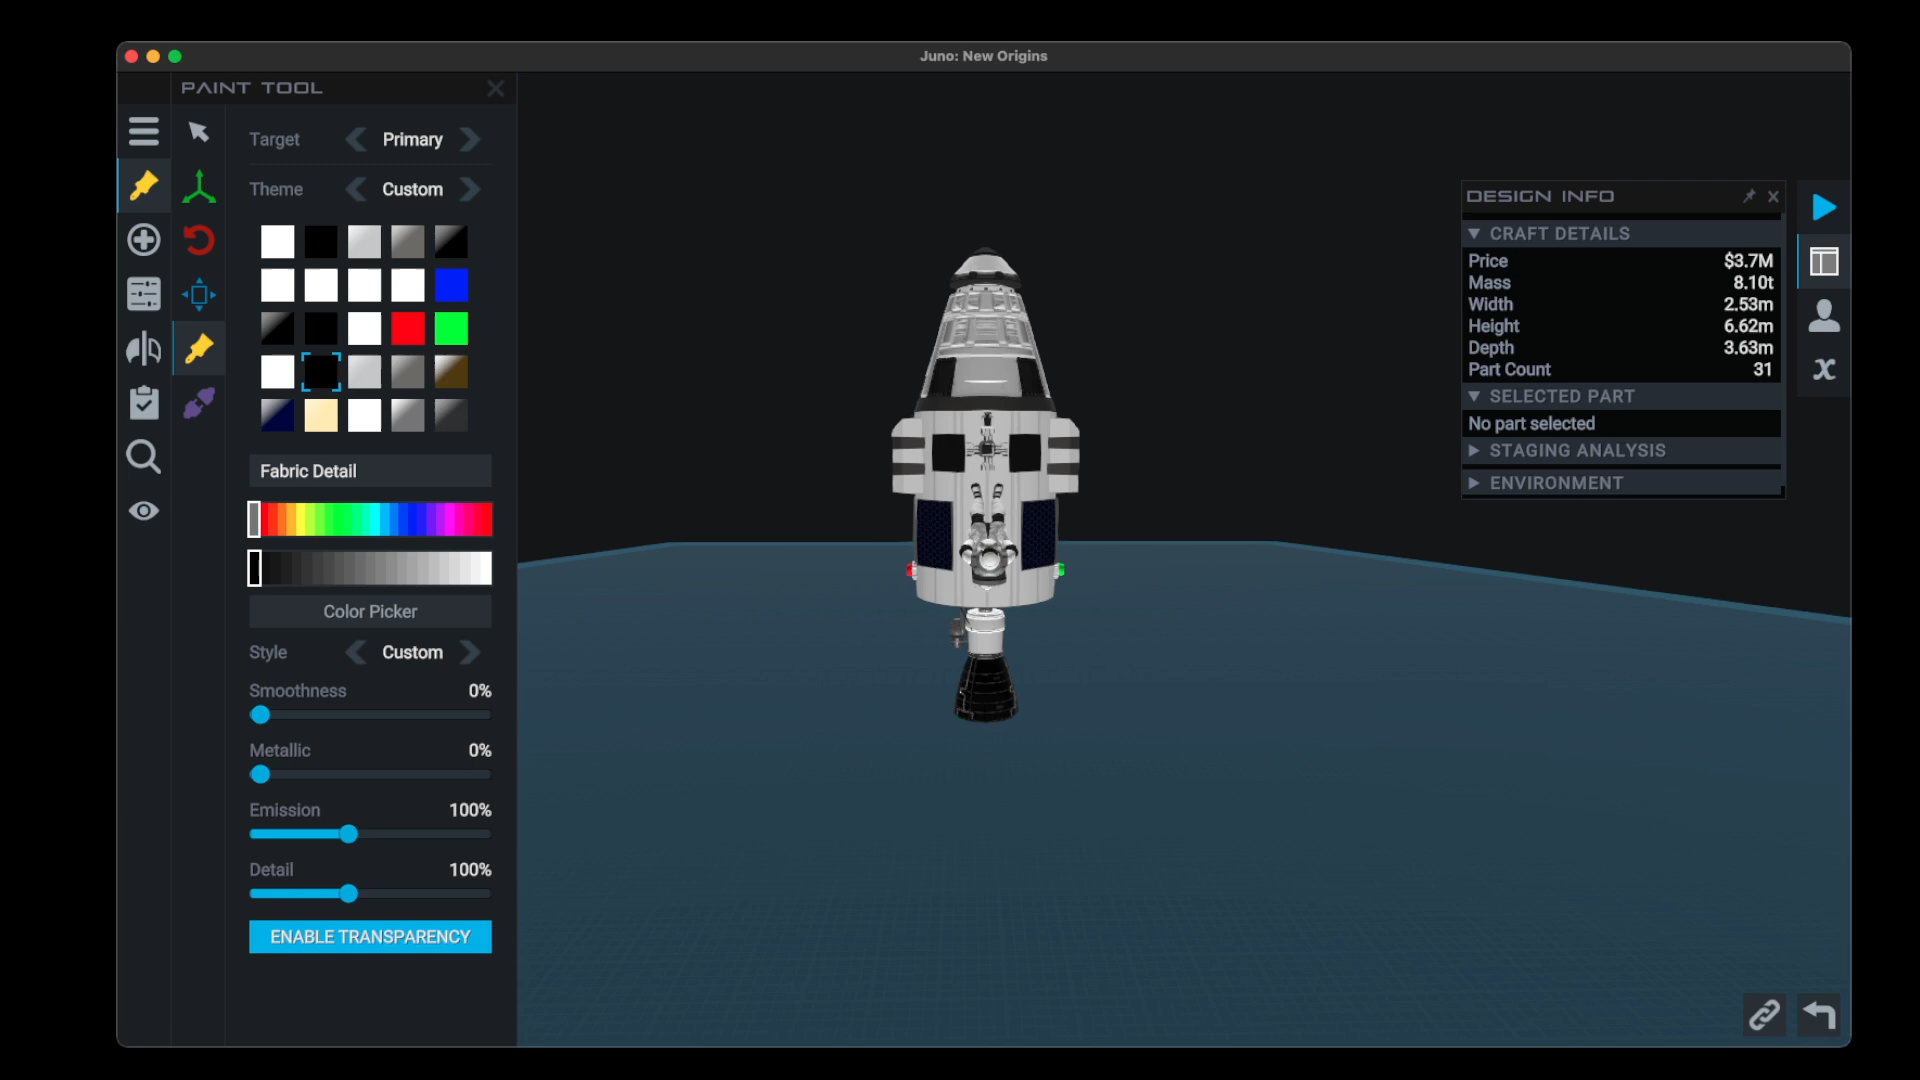 Juno: New Origins
PAINT TOOL
Target
Primary
Theme
Custom
Fabric Detail
Color Picker
Style
Custom
Smoothness
0%
Metallic
0%
Emission
100%
Detail
100%
ENABLE TRANSPARENCY
DESIGN INFO
CRAFT DETAILS
Price $3.7M
Mass 8.10t
Width 2.53m
Height 6.62m
Depth 3.63m
Part Count 31
SELECTED PART
No part selected
STAGING ANALYSIS
ENVIRONMENT
x